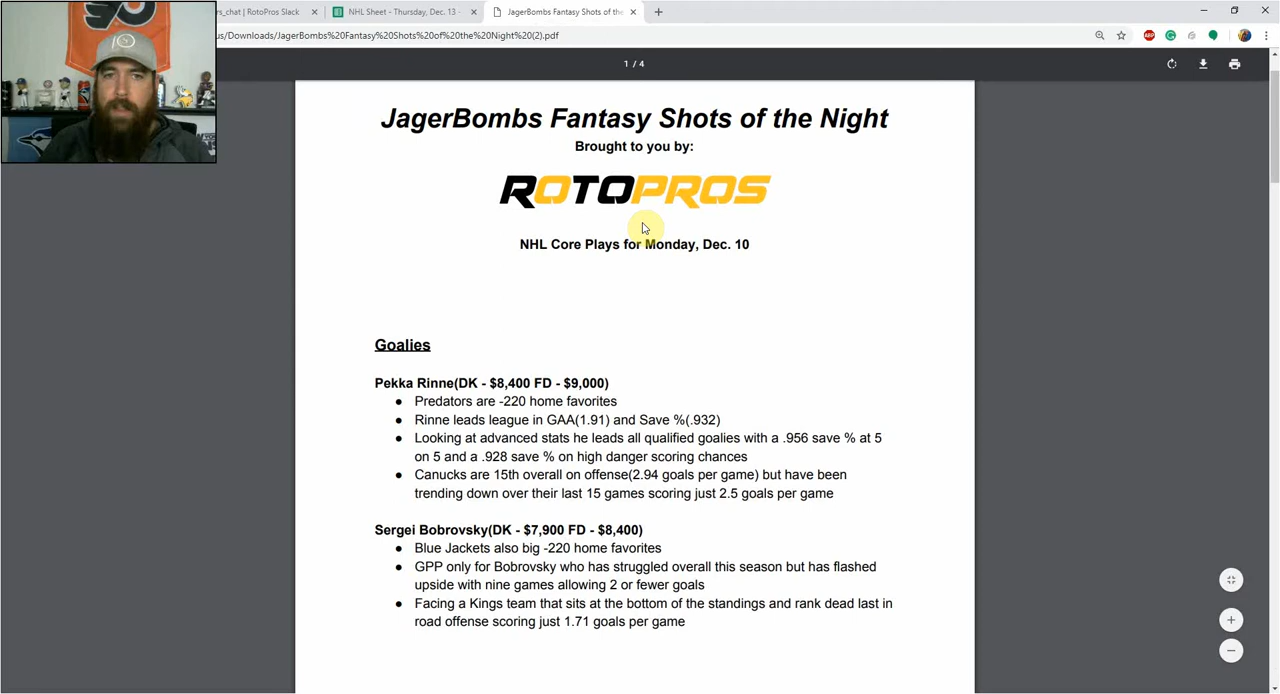 rs_chat | RotoPros Slack
NHL Sheet - Thursday, Dec. 13 -
JagerBombs Fantasy Shots of the
us/Downloads/JagerBombs%20Fantasy%20Shots%20of%20the%20Night%20(2).pdf
ABP
1 / 4
JagerBombs Fantasy Shots of the Night
Brought to you by:
ROTOPROS
NHL Core Plays for Monday, Dec. 10
Goalies
Pekka Rinne(DK - $8,400 FD - $9,000)
● Predators are -220 home favorites
● Rinne leads league in GAA(1.91) and Save %(.932)
● Looking at advanced stats he leads all qualified goalies with a .956 save % at 5
on 5 and a .928 save % on high danger scoring chances
● Canucks are 15th overall on offense(2.94 goals per game) but have been
trending down over their last 15 games scoring just 2.5 goals per game
Sergei Bobrovsky(DK - $7,900 FD - $8,400)
● Blue Jackets also big -220 home favorites
● GPP only for Bobrovsky who has struggled overall this season but has flashed
upside with nine games allowing 2 or fewer goals
● Facing a Kings team that sits at the bottom of the standings and rank dead last in
road offense scoring just 1.71 goals per game